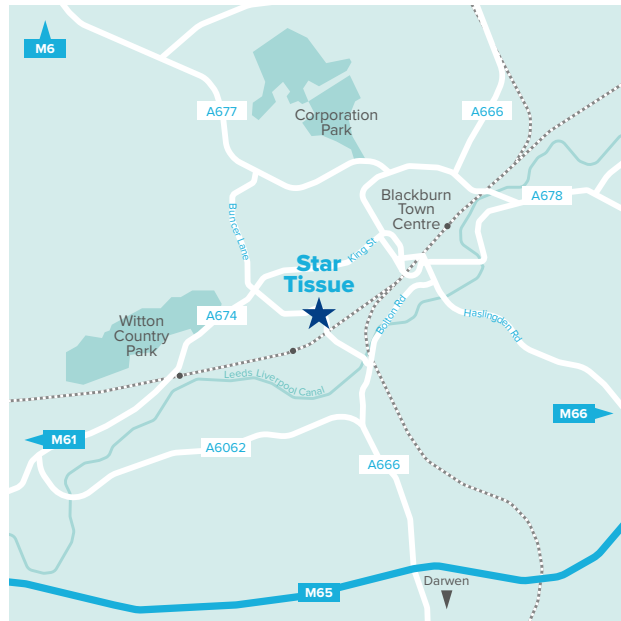 M6
A677
Corporation
Park
A666
Blackburn
Town
Centre
A678
Buncer Lane
King St
Star
Tissue
A674
Witton
Country
Park
Bolton Rd
Haslingden Rd
Leeds Liverpool Canal
M66
M61
A6062
A666
Darwen
M65